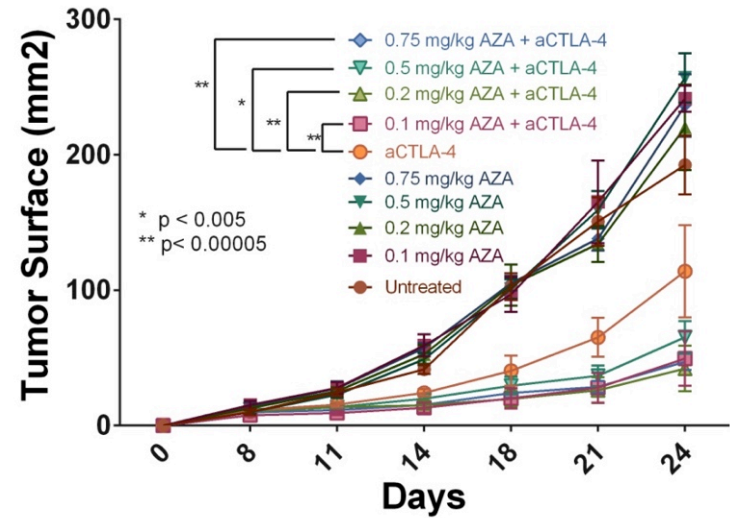 Tumor Surface (mm2)
300
200
100
0
0.75 mg/kg AZA + aCTLA-4
0.5 mg/kg AZA + aCTLA-4
0.2 mg/kg AZA + aCTLA-4
0.1 mg/kg AZA + aCTLA-4
aCTLA-4
0.75 mg/kg AZA
0.5 mg/kg AZA
0.2 mg/kg AZA
0.1 mg/kg AZA
Untreated
**
*
**
**
* p < 0.005
** p< 0.00005
0 8 11 14 18 21 24
Days